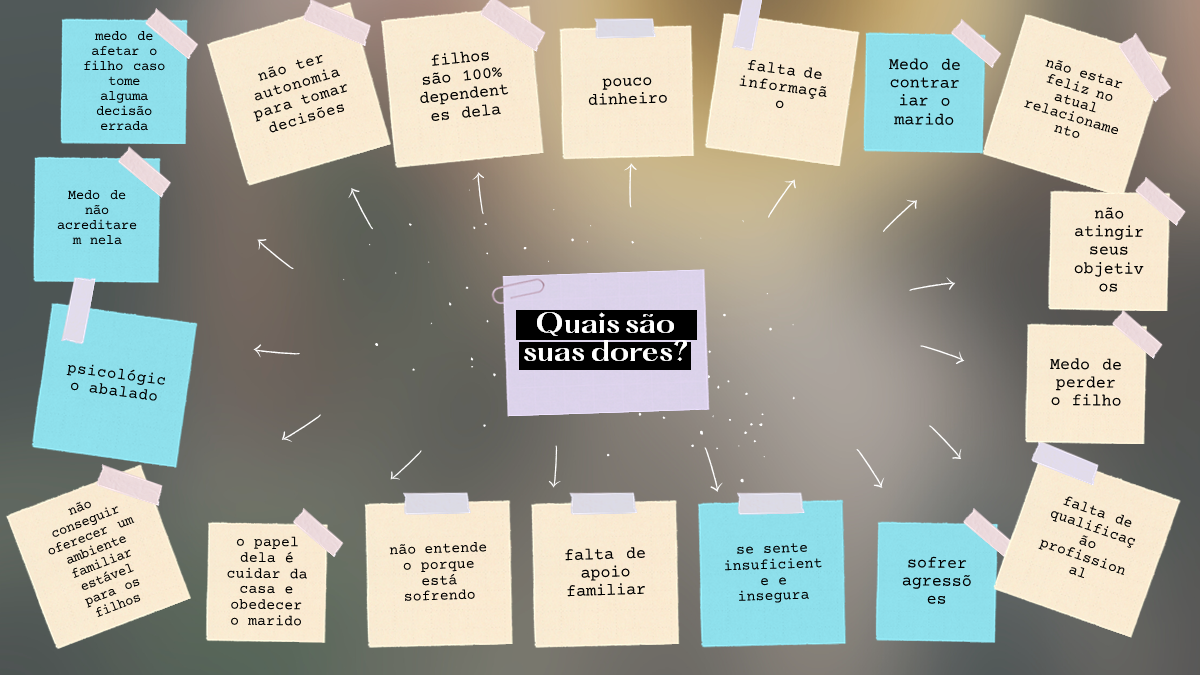 medo de
afetar o
filho caso
tome
alguma
decisão
errada
não ter
autonomia
para tomar
decisões
filhos
são 100%
dependent
es dela
pouco
dinheiro
falta de
informaçã
o
Medo de
contrar
iar o
marido
não estar
feliz no
atual
relacioname
nto
Medo de
não
acreditare
m nela
não
atingir
seus
objetiv
os
Quais são
suas dores?
psicológic
o abalado
Medo de
perder
o filho
não
conseguir
oferecer um
ambiente
familiar
estável
para os
filhos
o papel
dela é
cuidar da
casa e
obedecer
o marido
não entende
o porque
está
sofrendo
falta de
apoio
familiar
se sente
insuficient
e e
insegura
sofrer
agressõ
es
falta de
qualificaç
ão
profission
al